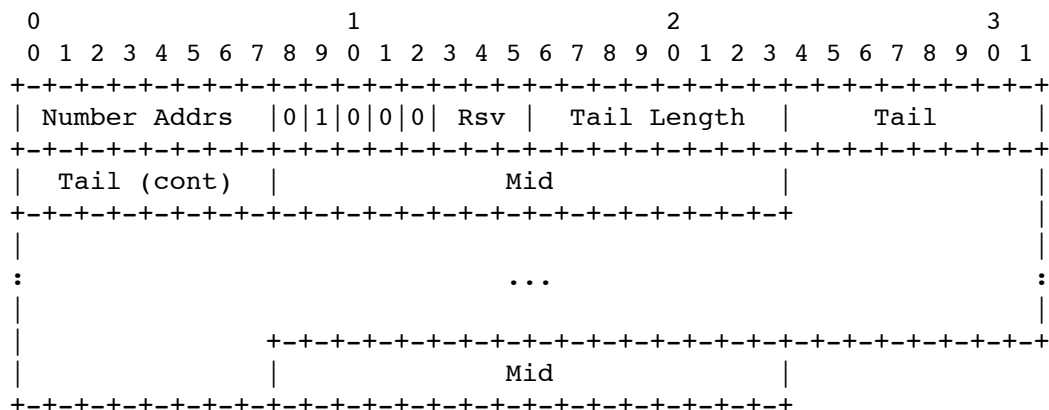 0                   1                   2                   3
 0 1 2 3 4 5 6 7 8 9 0 1 2 3 4 5 6 7 8 9 0 1 2 3 4 5 6 7 8 9 0 1
+-+-+-+-+-+-+-+-+-+-+-+-+-+-+-+-+-+-+-+-+-+-+-+-+-+-+-+-+-+-+-+-+
| Number Addrs  |0|1|0|0|0| Rsv |  Tail Length  |     Tail      |
+-+-+-+-+-+-+-+-+-+-+-+-+-+-+-+-+-+-+-+-+-+-+-+-+-+-+-+-+-+-+-+-+
|  Tail (cont)  |              Mid              |               |
+-+-+-+-+-+-+-+-+-+-+-+-+-+-+-+-+-+-+-+-+-+-+-+-+               |
|                                                               |
:                              ...                              :
|                                                               |
|               +-+-+-+-+-+-+-+-+-+-+-+-+-+-+-+-+-+-+-+-+-+-+-+-+
|               |              Mid              |
+-+-+-+-+-+-+-+-+-+-+-+-+-+-+-+-+-+-+-+-+-+-+-+-+